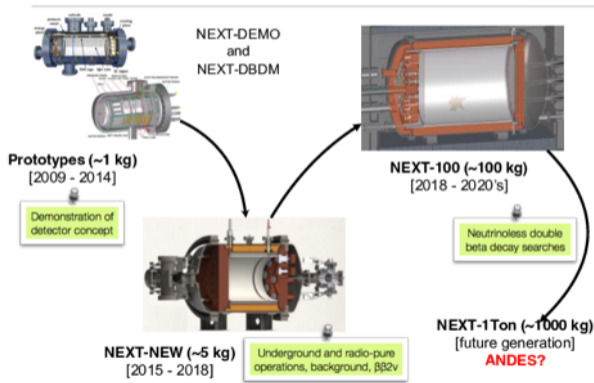 NEXT-DEMO
and
NEXT-DBDM
Prototypes (~1 kg)
[2009 - 2014]
Demonstration of
detector concept
NEXT-100 (~100 kg)
[2018 - 2020's]
Neutrinoless double
beta decay searches
NEXT-NEW (~5 kg)
[2015 - 2018]
Underground and radio-pure
operations, background, ββ2ν
NEXT-1Ton (~1000 kg)
[future generation]
ANDES?